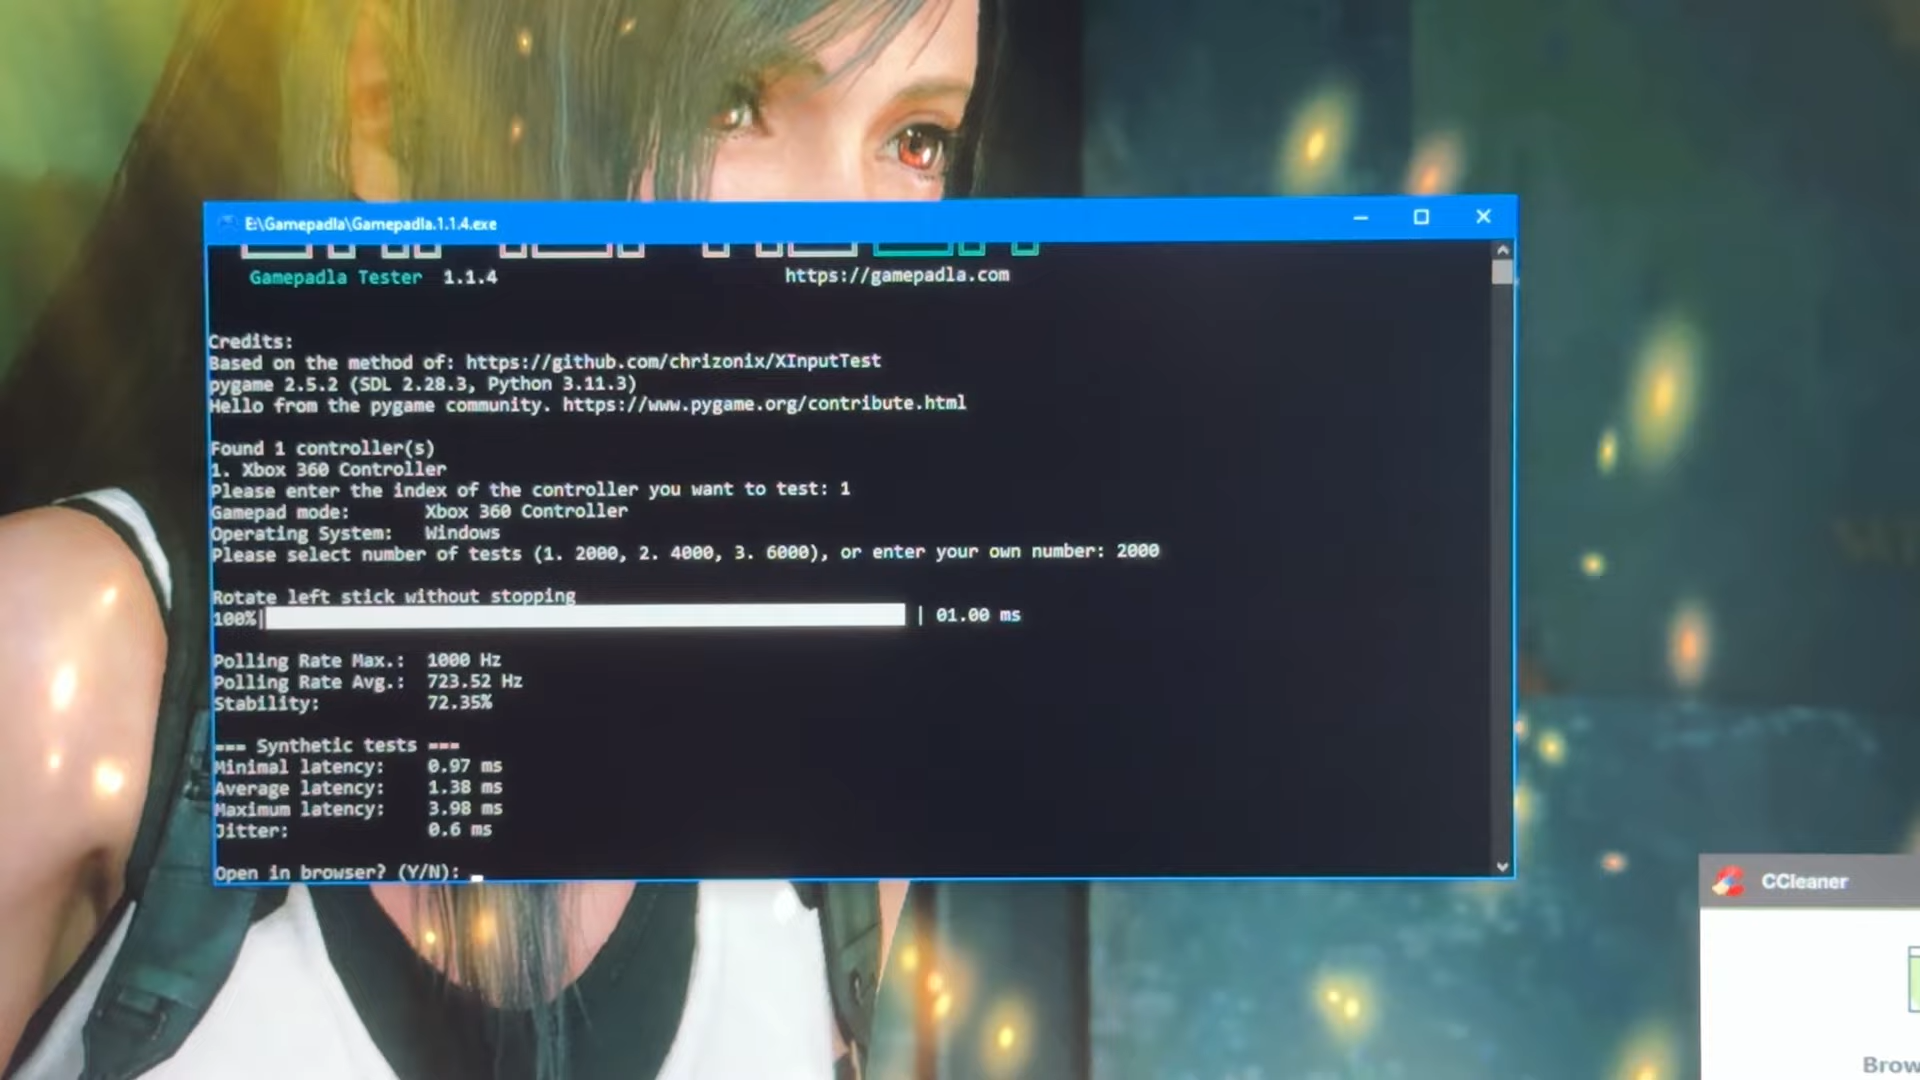 E:\Gamepadla\Gamepadla.1.1.4.exe
Gamepadla Tester 1.1.4 https://gamepadla.com
Credits:
Based on the method of: https://github.com/chrizonix/XInputTest
pygame 2.5.2 (SDL 2.28.3, Python 3.11.3)
Hello from the pygame community. https://www.pygame.org/contribute.html
Found 1 controller(s)
1. Xbox 360 Controller
Please enter the index of the controller you want to test: 1
Gamepad mode: Xbox 360 Controller
Operating System: Windows
Please select number of tests (1. 2000, 2. 4000, 3. 6000), or enter your own number: 2000
Rotate left stick without stopping
100%| | 01.00 ms
Polling Rate Max.: 1000 Hz
Polling Rate Avg.: 723.52 Hz
Stability: 72.35%
=== Synthetic tests ===
Minimal latency: 0.97 ms
Average latency: 1.38 ms
Maximum latency: 3.98 ms
Jitter: 0.6 ms
Open in browser? (Y/N):
CCleaner